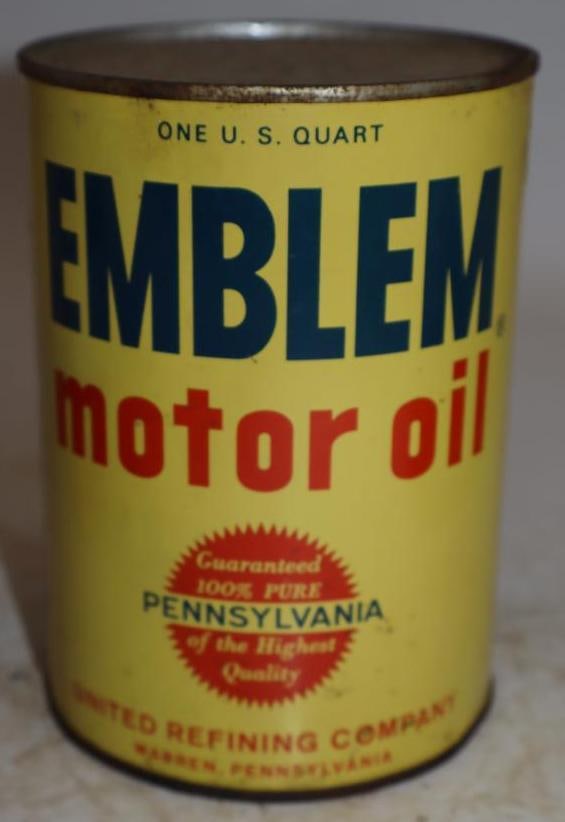 ONE U. S. QUART
EMBLEM®
motor oil
Guaranteed
100% PURE
PENNSYLVANIA
of the Highest
Quality
UNITED REFINING COMPANY
WARREN, PENNSYLVANIA